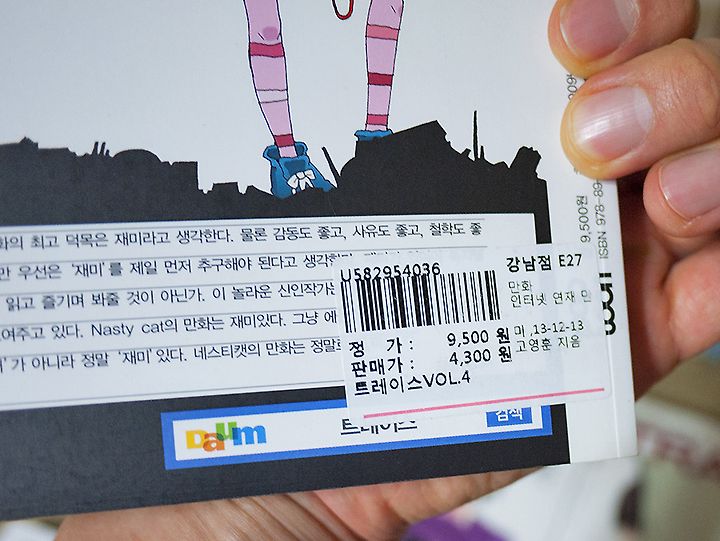 화의 최고 덕목은 재미라고 생각한다. 물론 감동도 좋고, 사유도 좋고, 철학도 좋
만 우선은 '재미'를 제일 먼저 추구해야 된다고 생각
읽고 즐기며 봐줄 것이 아닌가. 이 놀라운 신인작가는
여주고 있다. Nasty cat의 만화는 재미있다. 그냥 에
'가 아니라 정말 '재미' 있다. 네스티캣의 만화는 정말로
U582954036
강남점 E27
만화
인터넷 연재 만
정 가 : 9,500 원
미 ,13-12-13
판매가 : 4,300 원
고영훈 지음
트레이스VOL.4
Daum
트레이스
검색
9,500원
ISBN 978-89